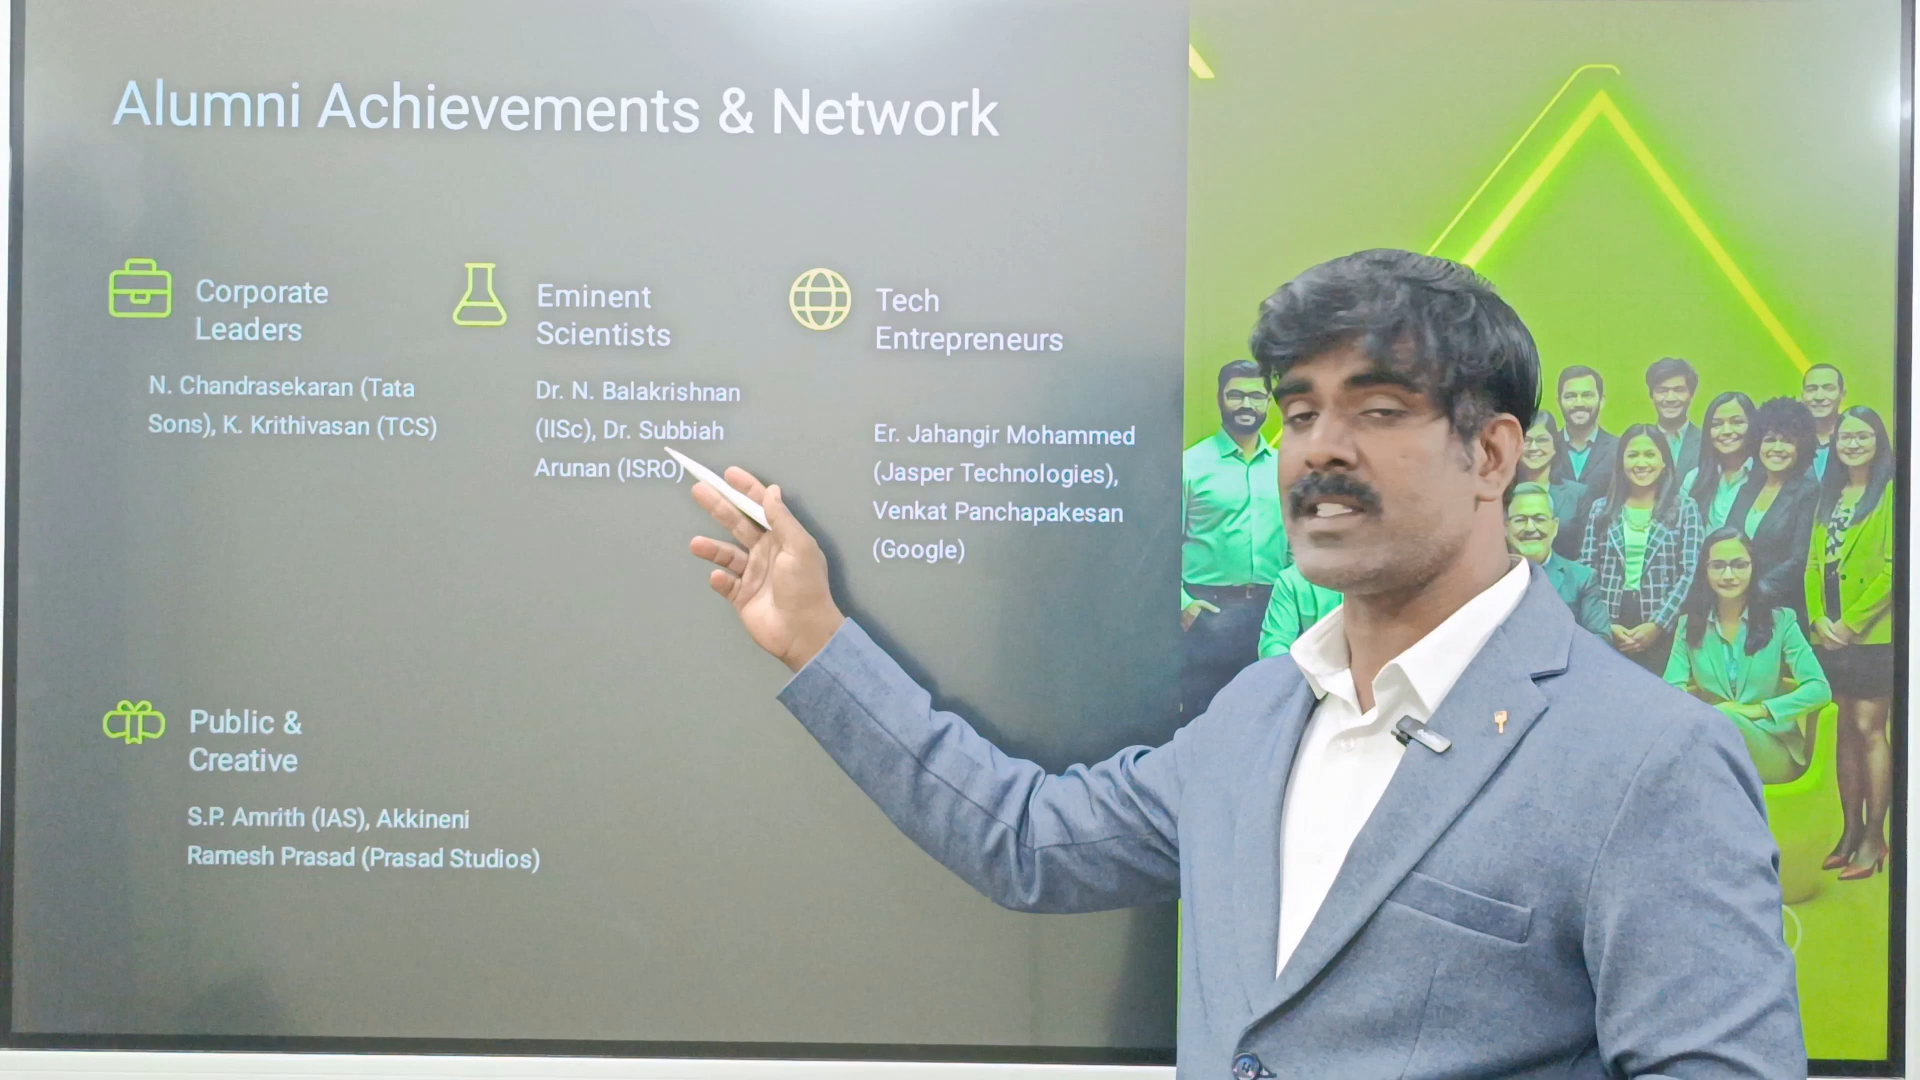 Alumni Achievements & Network
Corporate
Leaders
N. Chandrasekaran (Tata
Sons), K. Krithivasan (TCS)
Eminent
Scientists
Dr. N. Balakrishnan
(IISc), Dr. Subbiah
Arunan (ISRO)
Tech
Entrepreneurs
Er. Jahangir Mohammed
(Jasper Technologies),
Venkat Panchapakesan
(Google)
Public &
Creative
S.P. Amrith (IAS), Akkineni
Ramesh Prasad (Prasad Studios)